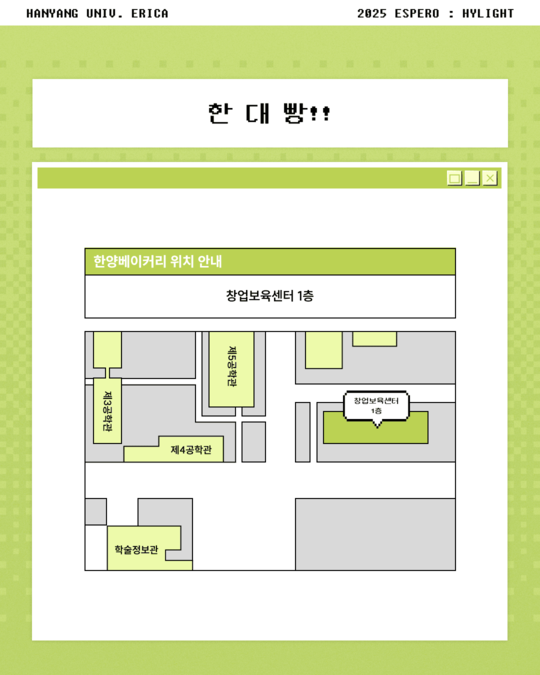 HANYANG UNIV. ERICA
2025 ESPERO : HYLIGHT
한 대 빵!!
한양베이커리 위치 안내
창업보육센터 1층
제5공학관
제3공학관
창업보육센터
1층
제4공학관
학술정보관